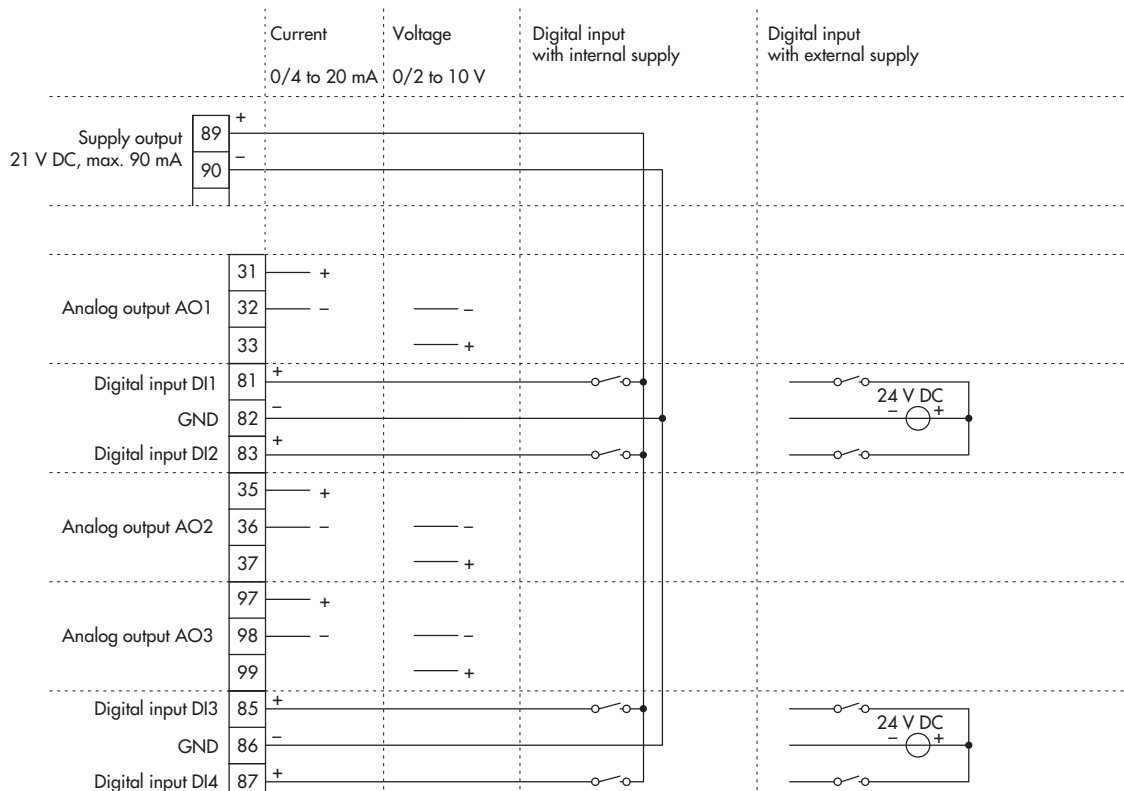 Current
0/4 to 20 mA
Voltage
0/2 to 10 V
Digital input
with internal supply
Digital input
with external supply
Supply output
21 V DC, max. 90 mA
89 +
90 –
Analog output AO1
31 +
32 – –
33 +
Digital input DI1 81 +
GND 82 –
Digital input DI2 83 +
24 V DC
– +
Analog output AO2
35 +
36 – –
37 +
Analog output AO3
97 +
98 – –
99 +
Digital input DI3 85 +
GND 86 –
Digital input DI4 87 +
24 V DC
– +